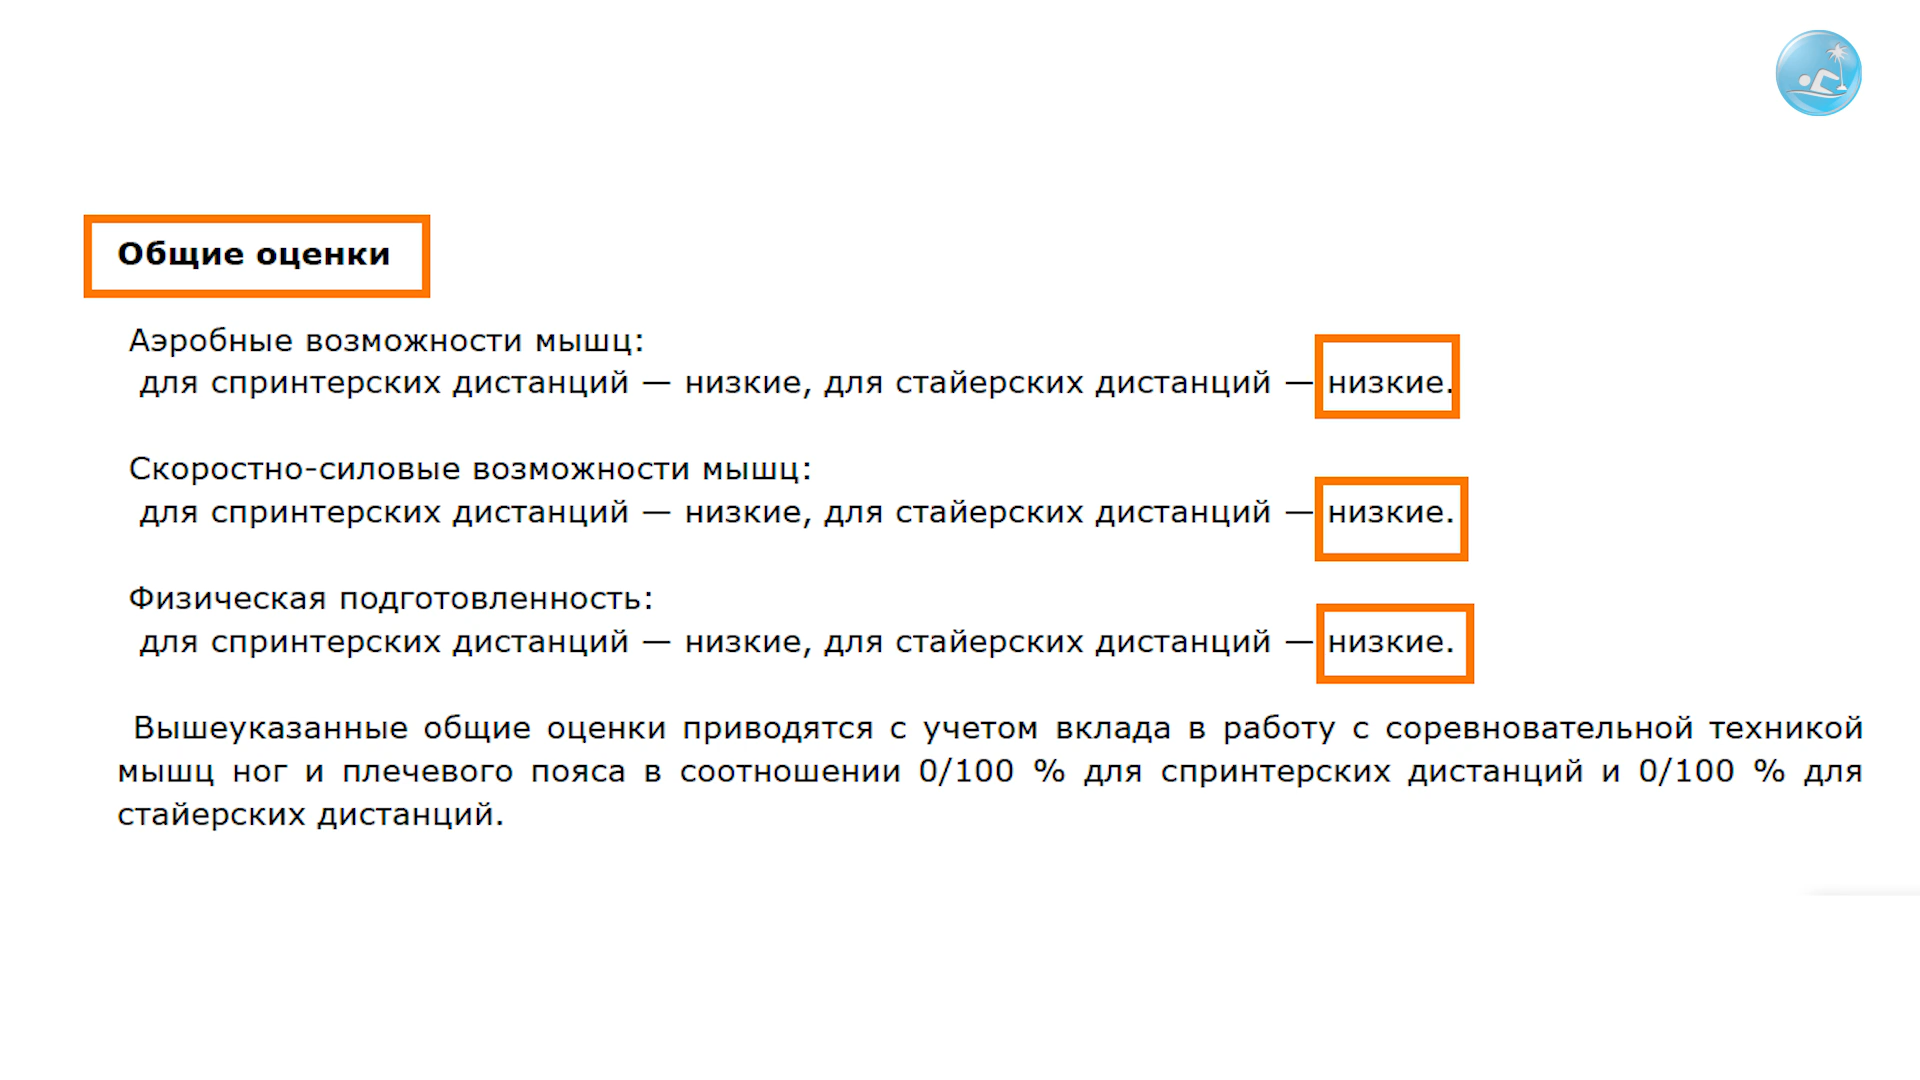 Общие оценки
Аэробные возможности мышц:
для спринтерских дистанций — низкие, для стайерских дистанций — низкие.
Скоростно-силовые возможности мышц:
для спринтерских дистанций — низкие, для стайерских дистанций — низкие.
Физическая подготовленность:
для спринтерских дистанций — низкие, для стайерских дистанций — низкие.
Вышеуказанные общие оценки приводятся с учетом вклада в работу с соревновательной техникой
мышц ног и плечевого пояса в соотношении 0/100 % для спринтерских дистанций и 0/100 % для
стайерских дистанций.